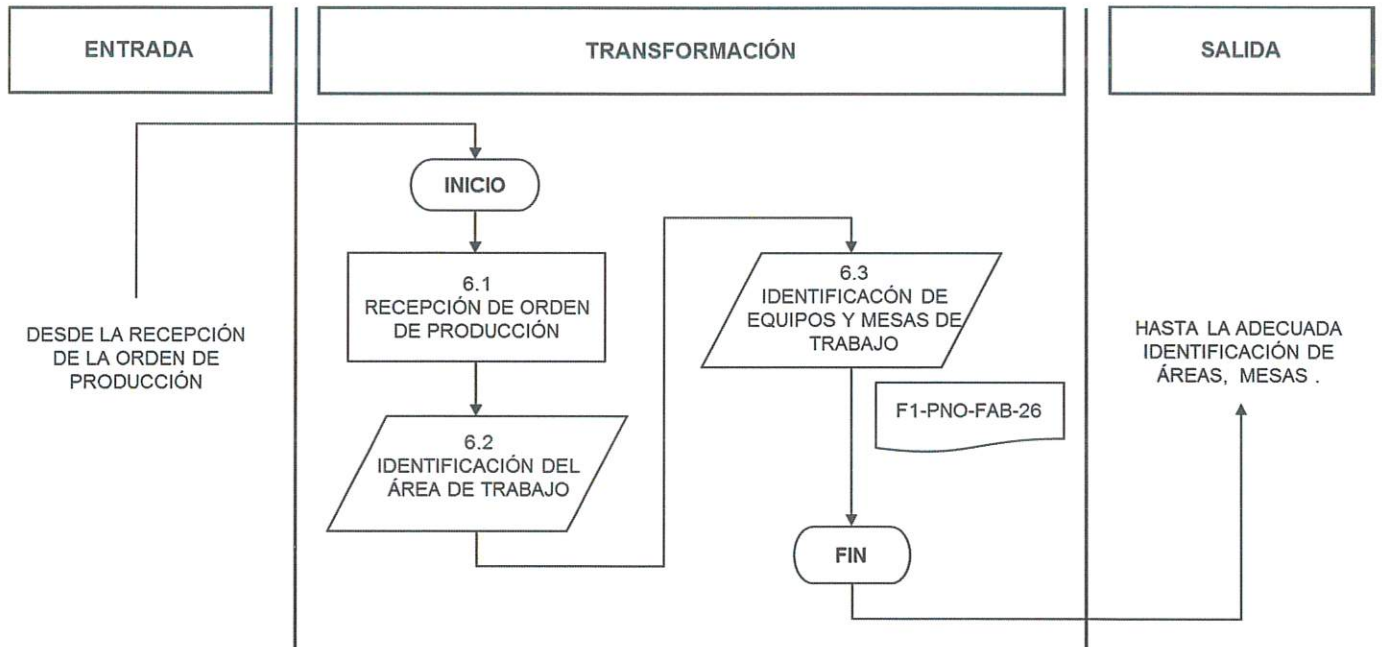 ENTRADA
TRANSFORMACIÓN
SALIDA
DESDE LA RECEPCIÓN
DE LA ORDEN DE
PRODUCCIÓN
INICIO
6.1
RECEPCIÓN DE ORDEN
DE PRODUCCIÓN
6.2
IDENTIFICACIÓN DEL
ÁREA DE TRABAJO
6.3
IDENTIFICACÓN DE
EQUIPOS Y MESAS DE
TRABAJO
F1-PNO-FAB-26
FIN
HASTA LA ADECUADA
IDENTIFICACIÓN DE
ÁREAS, MESAS .